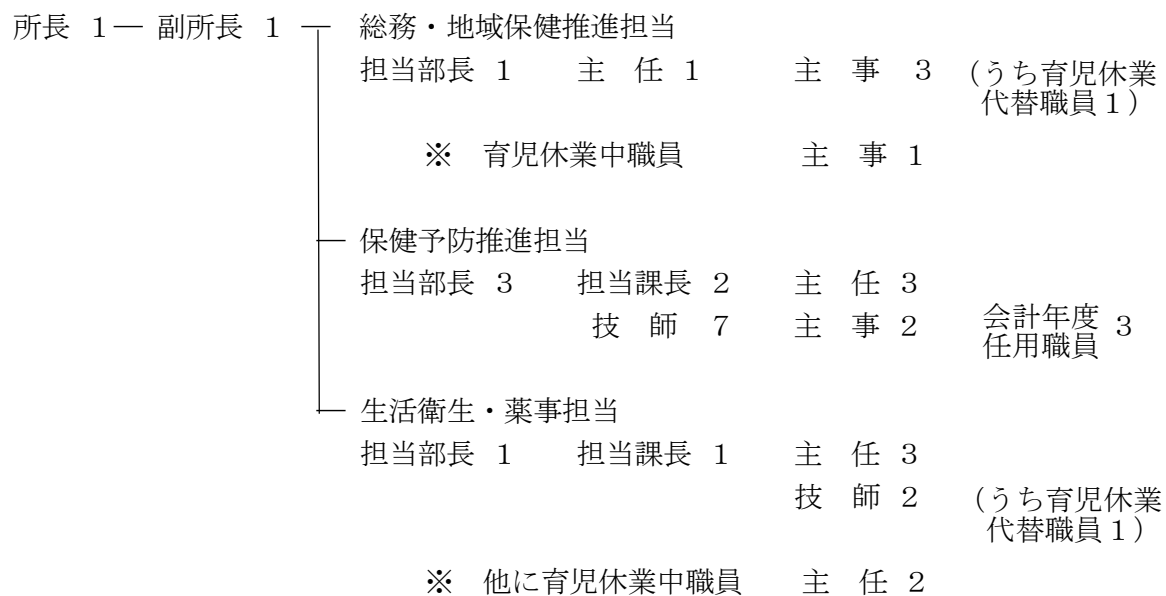 所長 1 ― 副所長 1 ― 総務・地域保健推進担当
担当部長 1 主 任 1 主 事 3 (うち育児休業
代替職員1)
※ 育児休業中職員 主 事 1
保健予防推進担当
担当部長 3 担当課長 2 主 任 3
技 師 7 主 事 2 会計年度 3
任用職員
生活衛生・薬事担当
担当部長 1 担当課長 1 主 任 3
技 師 2 (うち育児休業
代替職員1)
※ 他に育児休業中職員 主 任 2